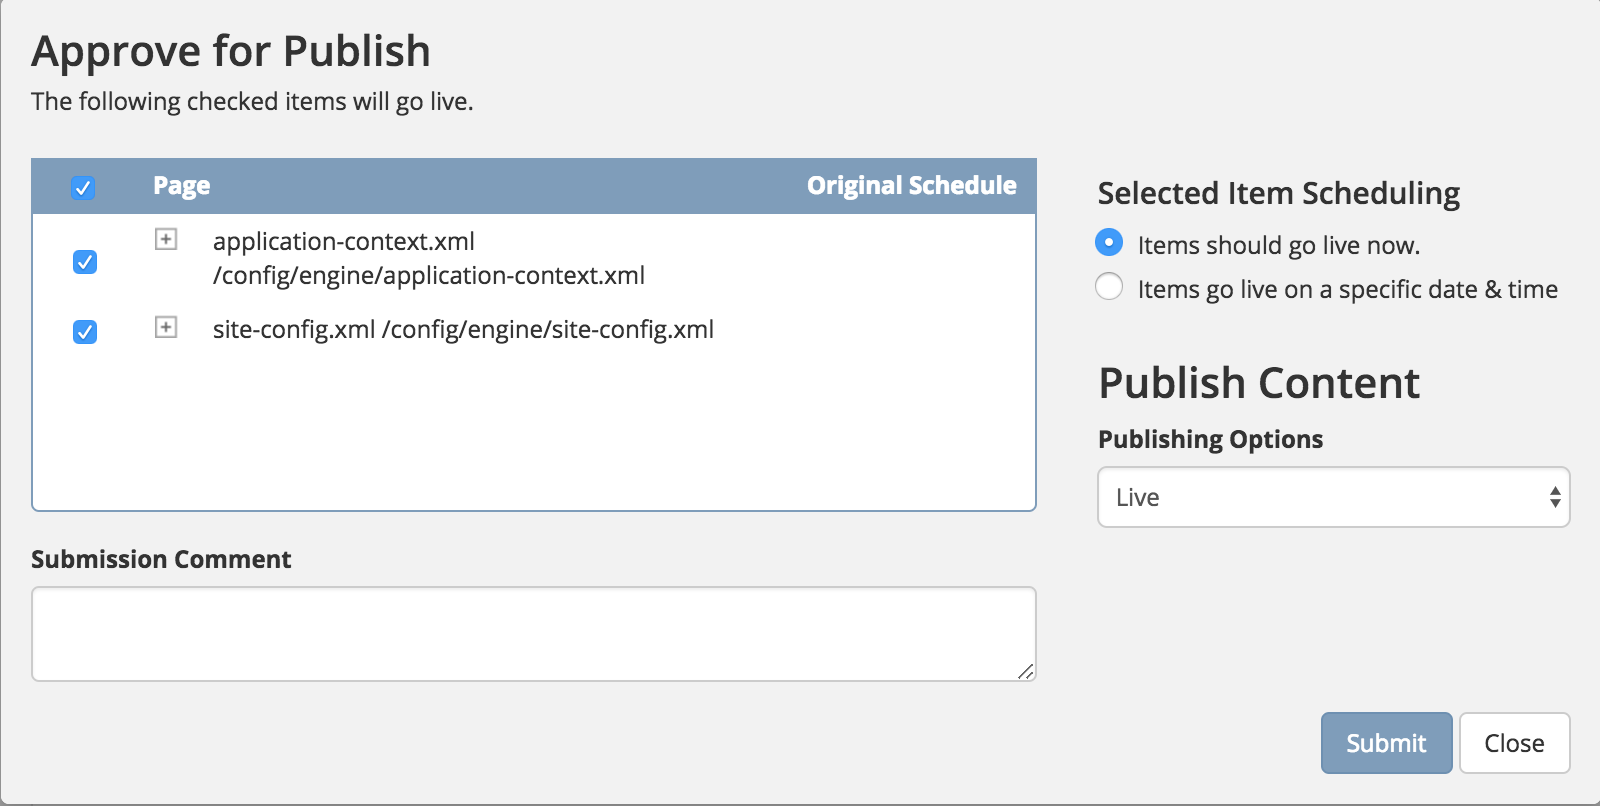 Approve for Publish
The following checked items will go live.
Page Original Schedule
application-context.xml
/config/engine/application-context.xml
site-config.xml /config/engine/site-config.xml
Submission Comment
Selected Item Scheduling
Items should go live now.
Items go live on a specific date & time
Publish Content
Publishing Options
Live
Submit Close